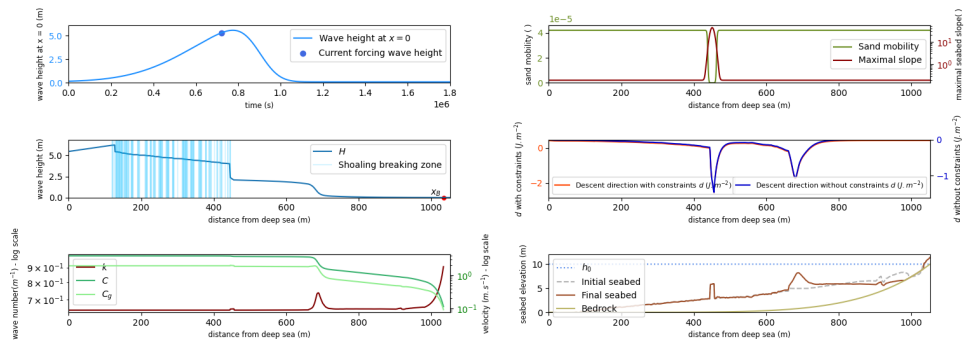 wave height at x = 0 (m)
5.0
2.5
0.0
Wave height at x = 0
Current forcing wave height
0.0 0.2 0.4 0.6 0.8 1.0 1.2 1.4 1.6 1.8
time (s)
1e6
1e−5
sand mobility (
4
2
0
Sand mobility
Maximal slope
10¹
10⁰
maximal seabed slope( )
0 200 400 600 800 1000
distance from deep sea (m)
wave height (m)
5.0
2.5
0.0
H
Shoaling breaking zone
x_B
0 200 400 600 800 1000
distance from deep sea (m)
d with constraints (J.m⁻²)
0
−2
Descent direction with constraints d (J.m⁻²)
Descent direction without constraints d (J.m⁻²)
0
−1
d without constraints (J.m⁻²)
0 200 400 600 800 1000
distance from deep sea (m)
wave number(m⁻¹) - log scale
9 × 10⁻¹
8 × 10⁻¹
7 × 10⁻¹
k
C
C_g
10⁰
10⁻¹
velocity (m.s⁻¹) - log scale
0 200 400 600 800 1000
distance from deep sea (m)
seabed elevation (m)
10
5
0
h₀
Initial seabed
Final seabed
Bedrock
0 200 400 600 800 1000
distance from deep sea (m)